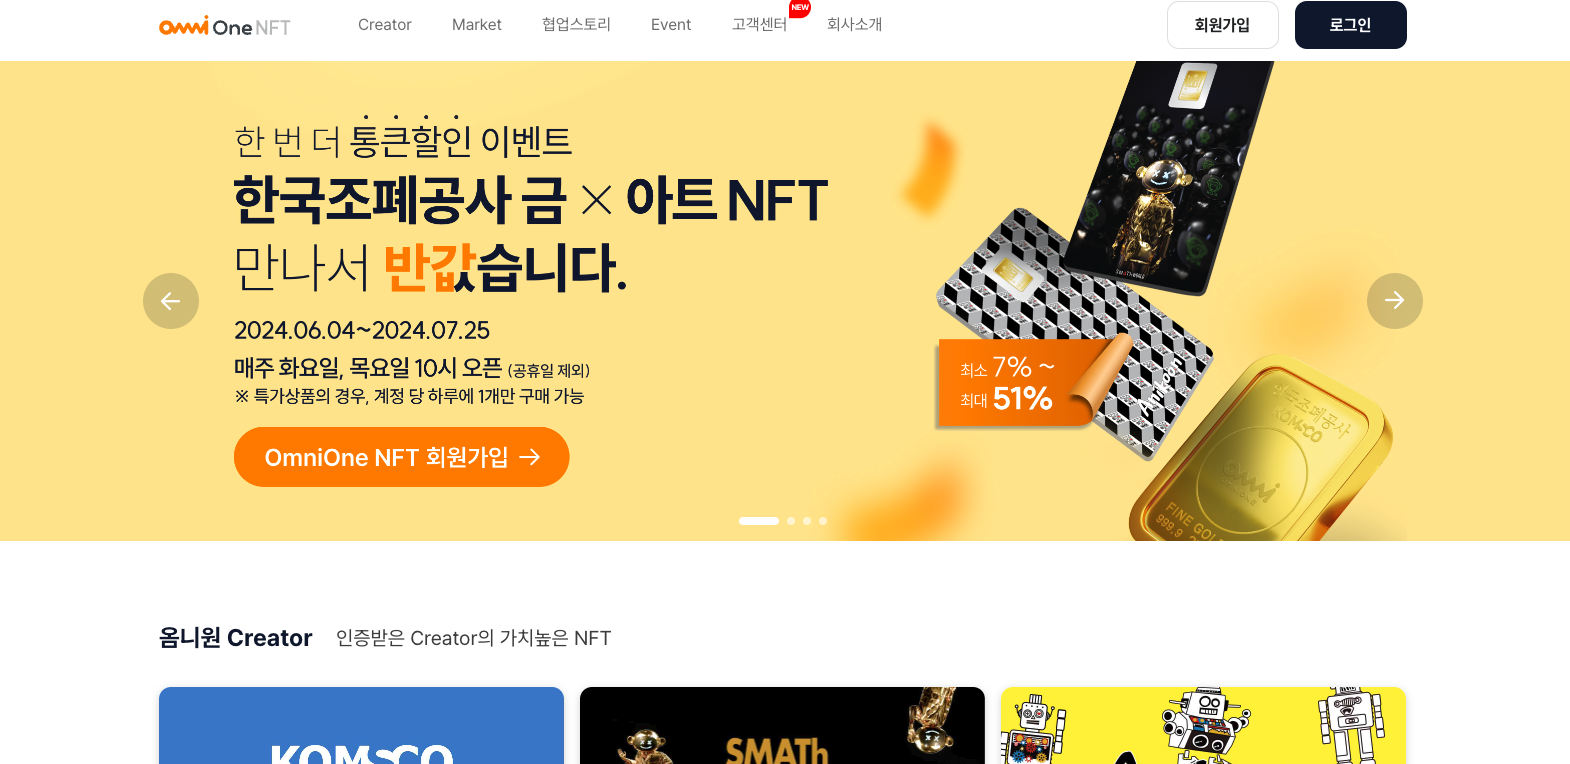 Omni One NFT
Creator
Market
협업스토리
Event
고객센터
NEW
회사소개
회원가입
로그인
한 번 더 통큰할인 이벤트
한국조폐공사 금 × 아트 NFT
만나서 반값습니다.
2024.06.04~2024.07.25
매주 화요일, 목요일 10시 오픈 (공휴일 제외)
※ 특가상품의 경우, 계정 당 하루에 1개만 구매 가능
OmniOne NFT 회원가입 →
최소 7% ~
최대 51%
Anikoon
한국조폐공사
KOMSCO
omni
FINE GOLD
999.9
옴니원 Creator
인증받은 Creator의 가치높은 NFT
KOMSCO
SMATh